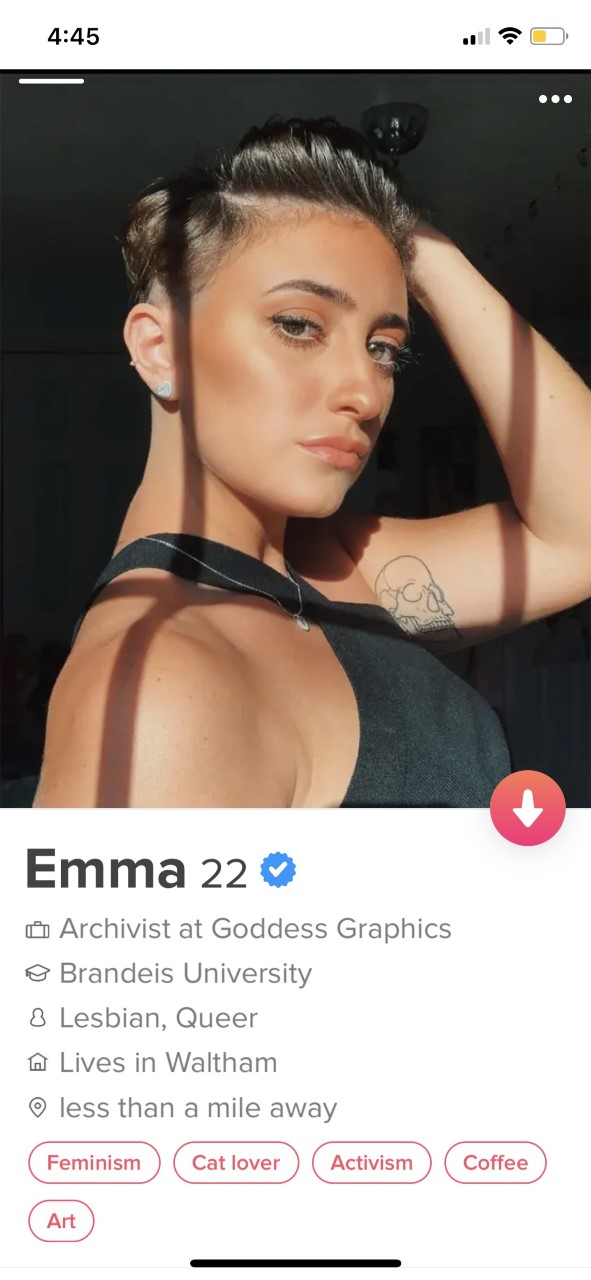 4:45
Emma 22
Archivist at Goddess Graphics
Brandeis University
Lesbian, Queer
Lives in Waltham
less than a mile away
Feminism Cat lover Activism Coffee
Art